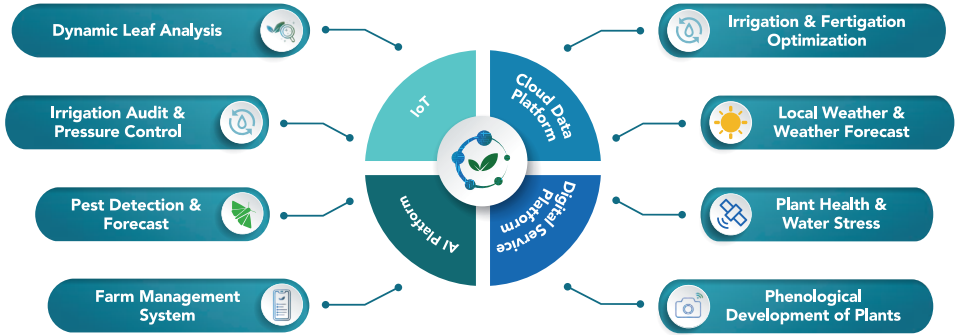 Dynamic Leaf Analysis
Irrigation Audit &
Pressure Control
Pest Detection &
Forecast
Farm Management
System
IoT
Cloud Data
Platform
AI Platform
Digital Service
Platform
Irrigation & Fertigation
Optimization
Local Weather &
Weather Forecast
Plant Health &
Water Stress
Phenological
Development of Plants